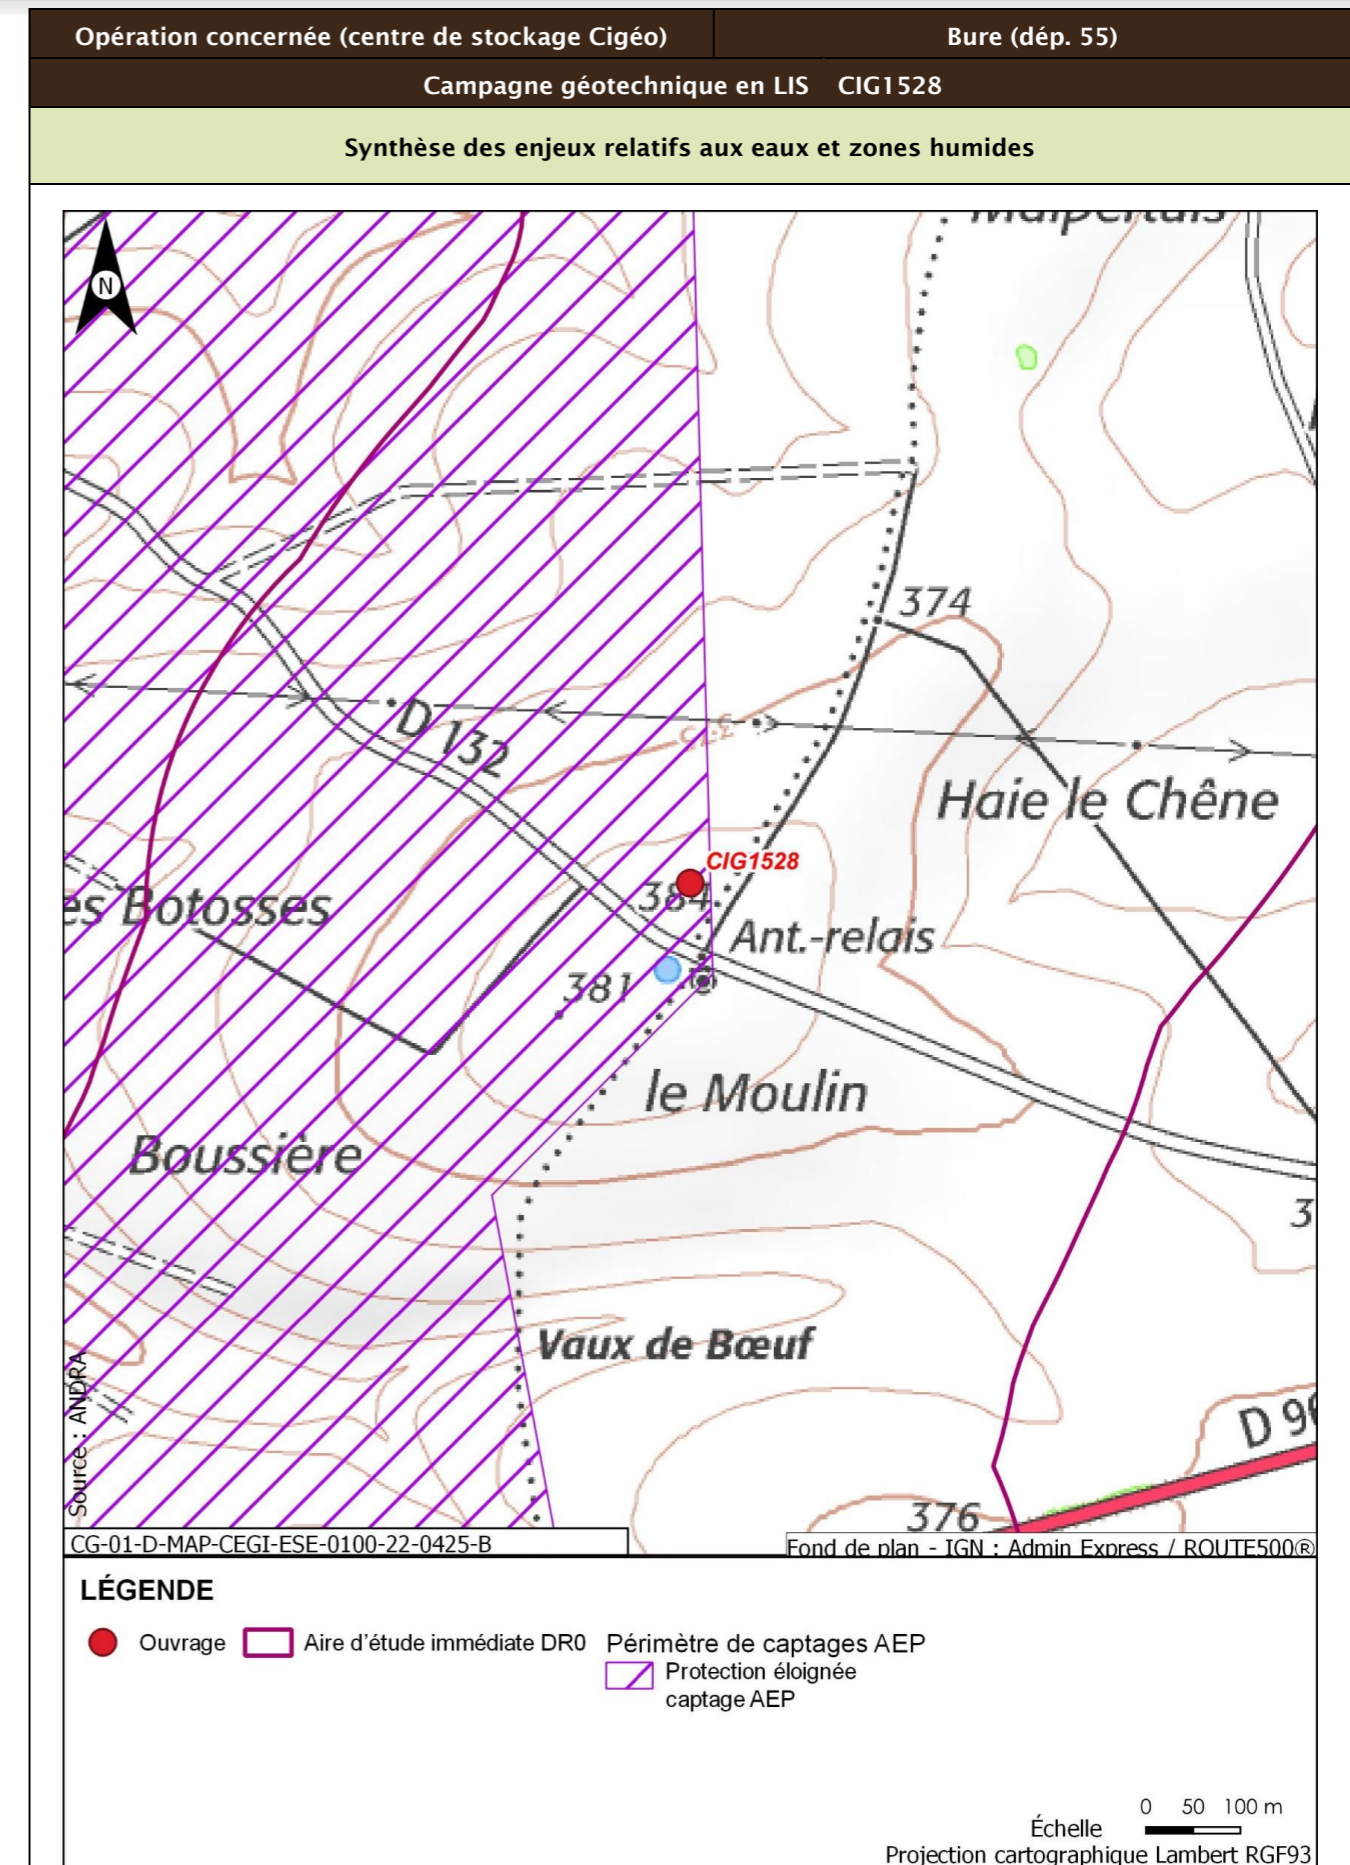 Opération concernée (centre de stockage Cigéo) Bure (dép. 55)
Campagne géotechnique en LIS CIG1528
Synthèse des enjeux relatifs aux eaux et zones humides
N
374
375
D 132
Haie le Chêne
CIG1528
384
es Botosses
Ant.-relais
381
le Moulin
Boussière
3
Vaux de Bœuf
D 96
376
Source : ANDRA
CG-01-D-MAP-CEGI-ESE-0100-22-0425-B
Fond de plan - IGN : Admin Express / ROUTE500®
LÉGENDE
Ouvrage
Aire d'étude immédiate DR0
Périmètre de captages AEP
Protection éloignée
captage AEP
0 50 100 m
Échelle
Projection cartographique Lambert RGF93